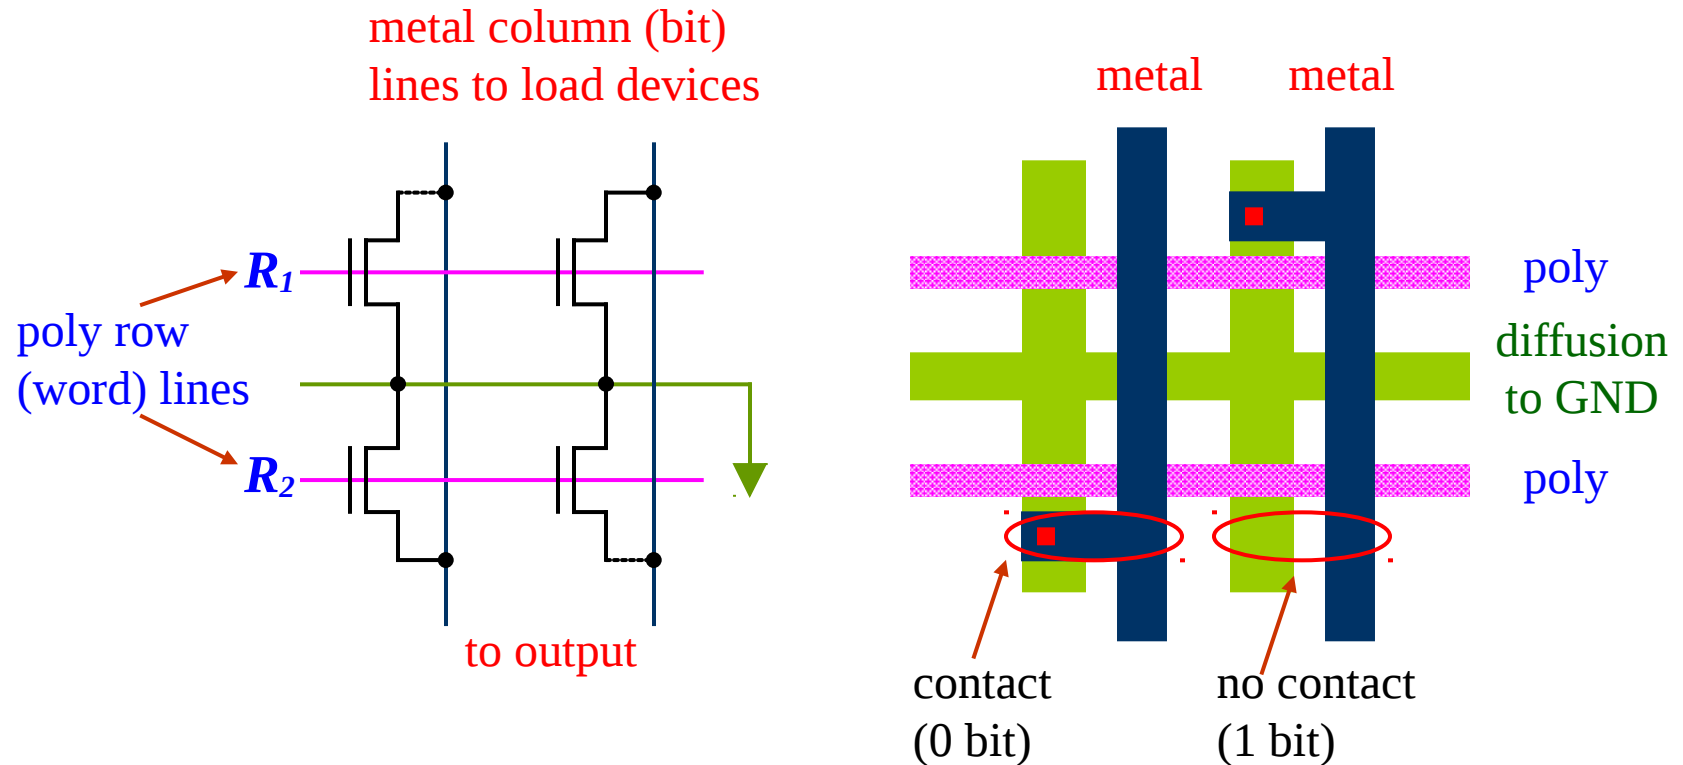 metal column (bit)
lines to load devices
metal
metal
R1
poly
poly row
(word) lines
diffusion
to GND
R2
poly
to output
contact
(0 bit)
no contact
(1 bit)